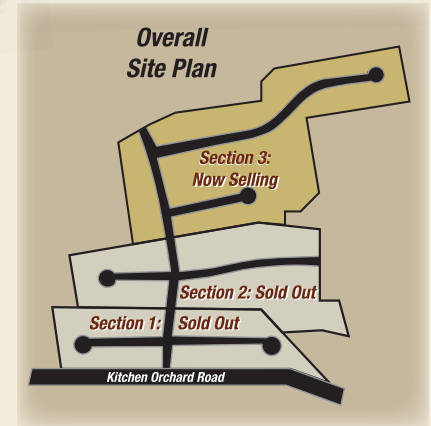 Overall
Site Plan
Section 3:
Now Selling
Section 2: Sold Out
Section 1: Sold Out
Kitchen Orchard Road